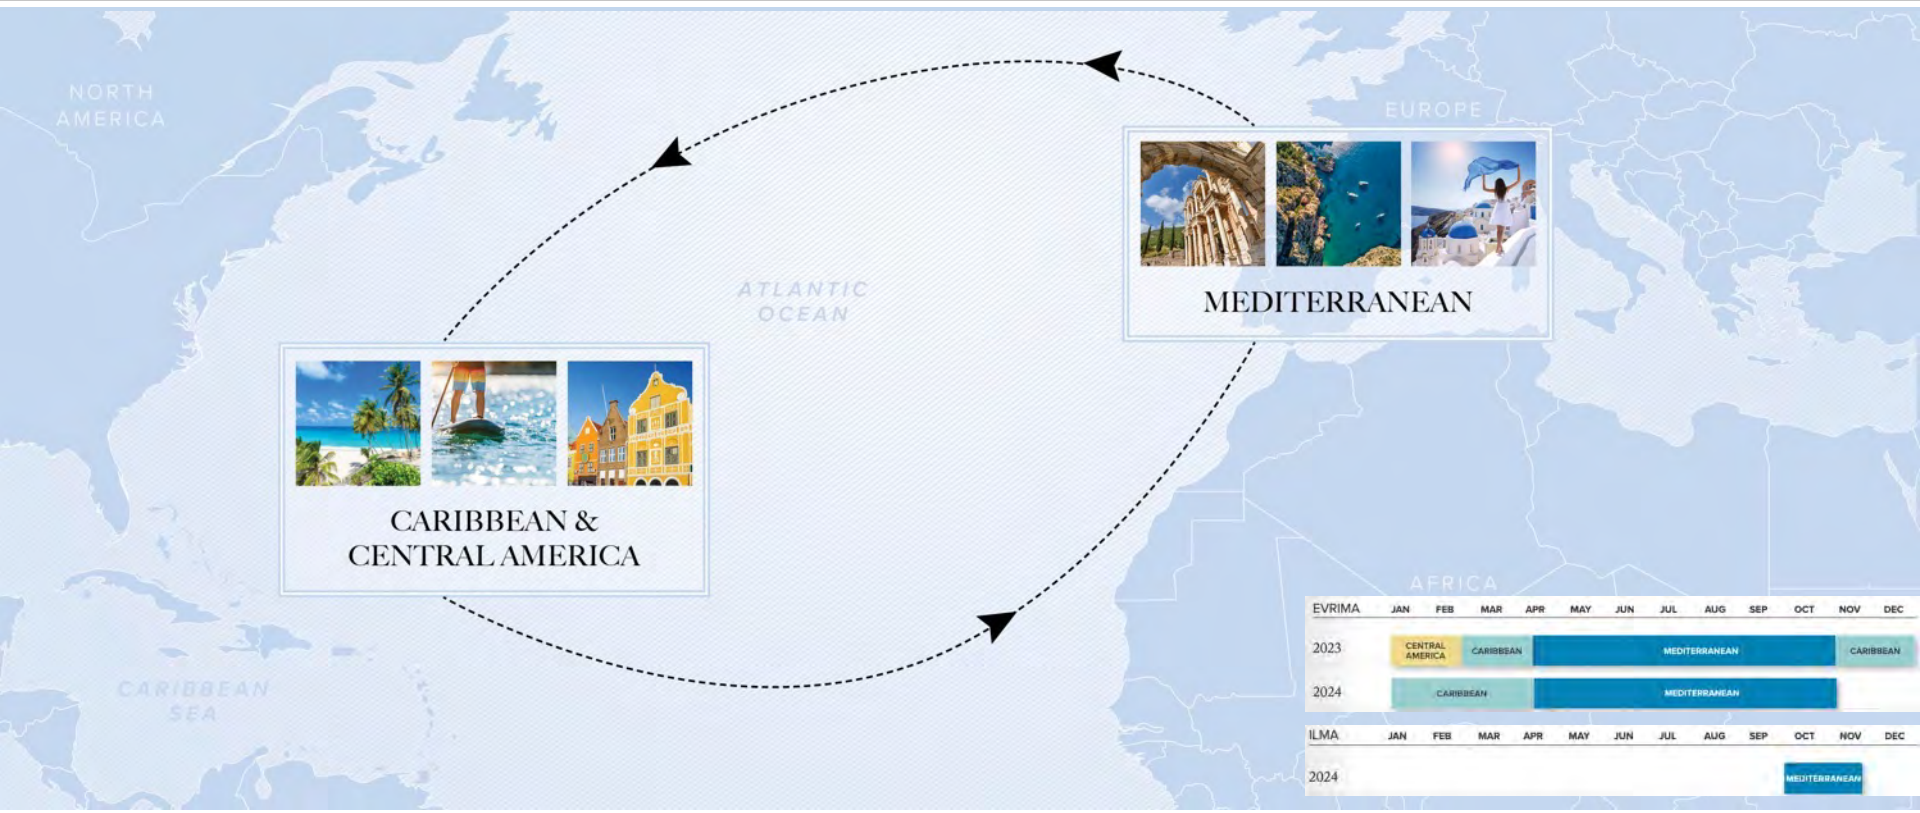 NORTH
AMERICA
EUROPE
MEDITERRANEAN
ATLANTIC
OCEAN
CARIBBEAN &
CENTRAL AMERICA
AFRICA
CARIBBEAN
SEA
EVRIMA JAN FEB MAR APR MAY JUN JUL AUG SEP OCT NOV DEC
2023 CENTRAL AMERICA CARIBBEAN MEDITERRANEAN CARIBBEAN
2024 CARIBBEAN MEDITERRANEAN
ILMA JAN FEB MAR APR MAY JUN JUL AUG SEP OCT NOV DEC
2024 MEDITERRANEAN